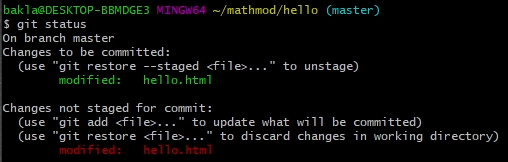 bakla@DESKTOP-BBMDGE3 MINGW64 ~/mathmod/hello (master)
$ git status
On branch master
Changes to be committed:
  (use "git restore --staged <file>..." to unstage)
        modified:   hello.html

Changes not staged for commit:
  (use "git add <file>..." to update what will be committed)
  (use "git restore <file>..." to discard changes in working directory)
        modified:   hello.html